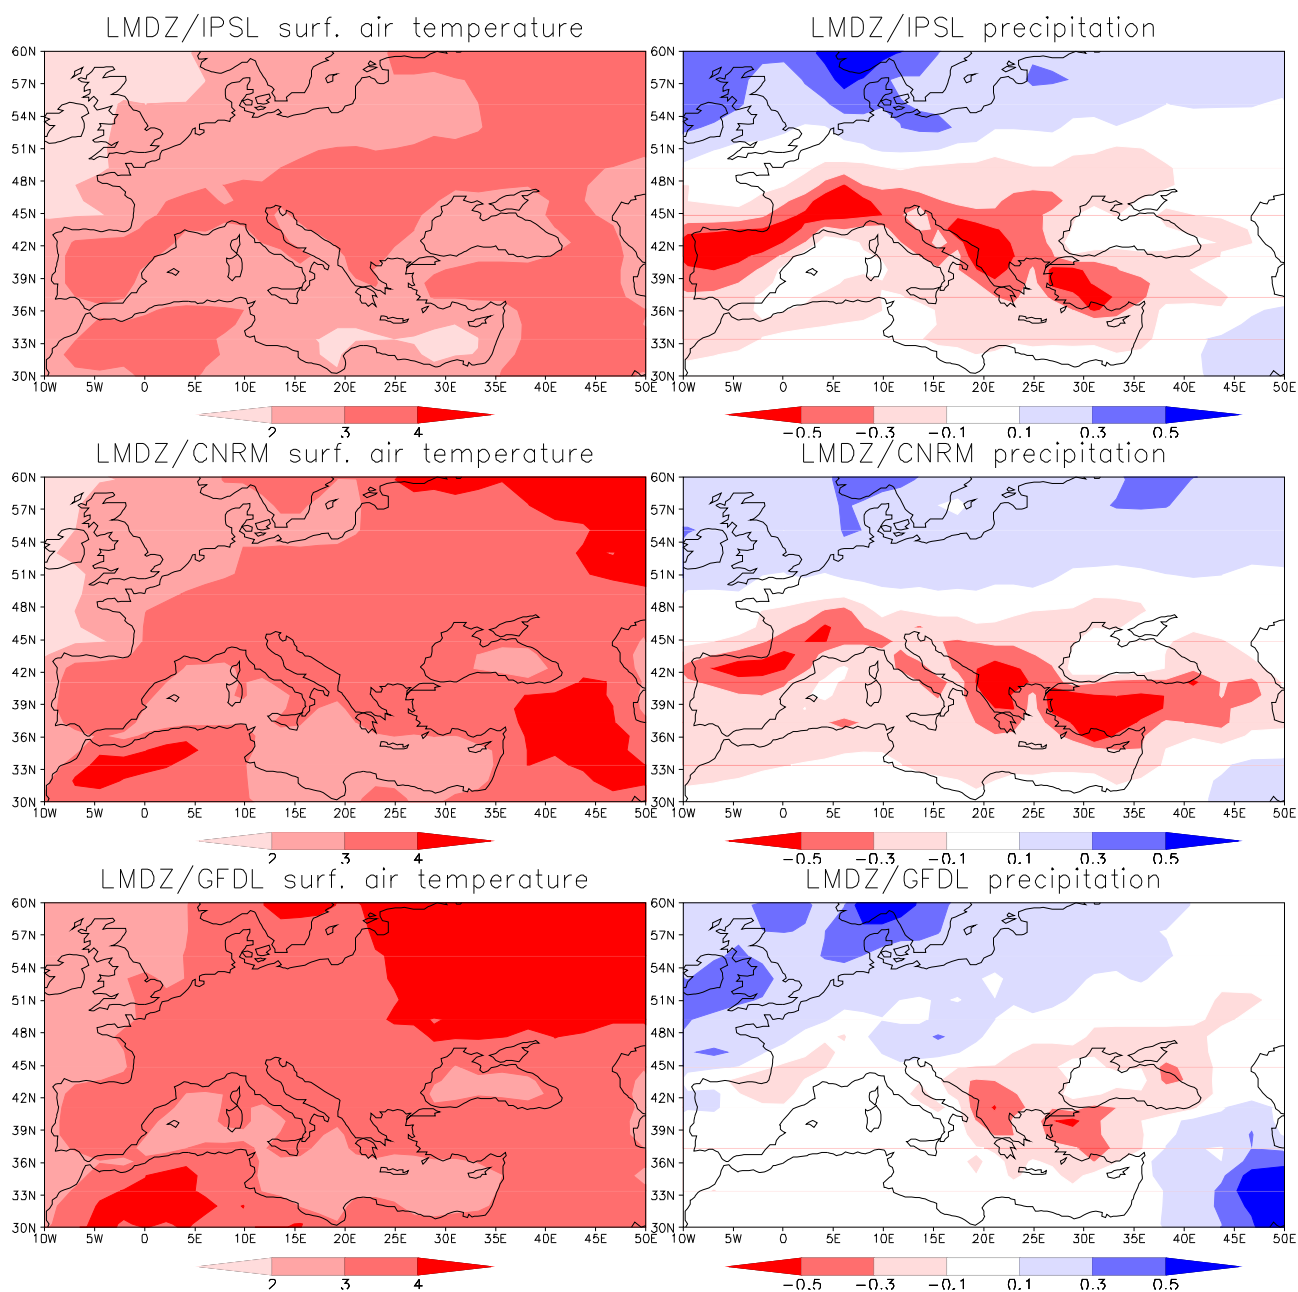 LMDZ/IPSL surf. air temperature
60N
57N
54N
51N
48N
45N
42N
39N
36N
33N
30N
10W 5W 0 5E 10E 15E 20E 25E 30E 35E 40E 45E 50E
2 3 4
LMDZ/IPSL precipitation
60N
57N
54N
51N
48N
45N
42N
39N
36N
33N
30N
10W 5W 0 5E 10E 15E 20E 25E 30E 35E 40E 45E 50E
-0.5 -0.3 -0.1 0.1 0.3 0.5
LMDZ/CNRM surf. air temperature
60N
57N
54N
51N
48N
45N
42N
39N
36N
33N
30N
10W 5W 0 5E 10E 15E 20E 25E 30E 35E 40E 45E 50E
2 3 4
LMDZ/CNRM precipitation
60N
57N
54N
51N
48N
45N
42N
39N
36N
33N
30N
10W 5W 0 5E 10E 15E 20E 25E 30E 35E 40E 45E 50E
-0.5 -0.3 -0.1 0.1 0.3 0.5
LMDZ/GFDL surf. air temperature
60N
57N
54N
51N
48N
45N
42N
39N
36N
33N
30N
10W 5W 0 5E 10E 15E 20E 25E 30E 35E 40E 45E 50E
2 3 4
LMDZ/GFDL precipitation
60N
57N
54N
51N
48N
45N
42N
39N
36N
33N
30N
10W 5W 0 5E 10E 15E 20E 25E 30E 35E 40E 45E 50E
-0.5 -0.3 -0.1 0.1 0.3 0.5